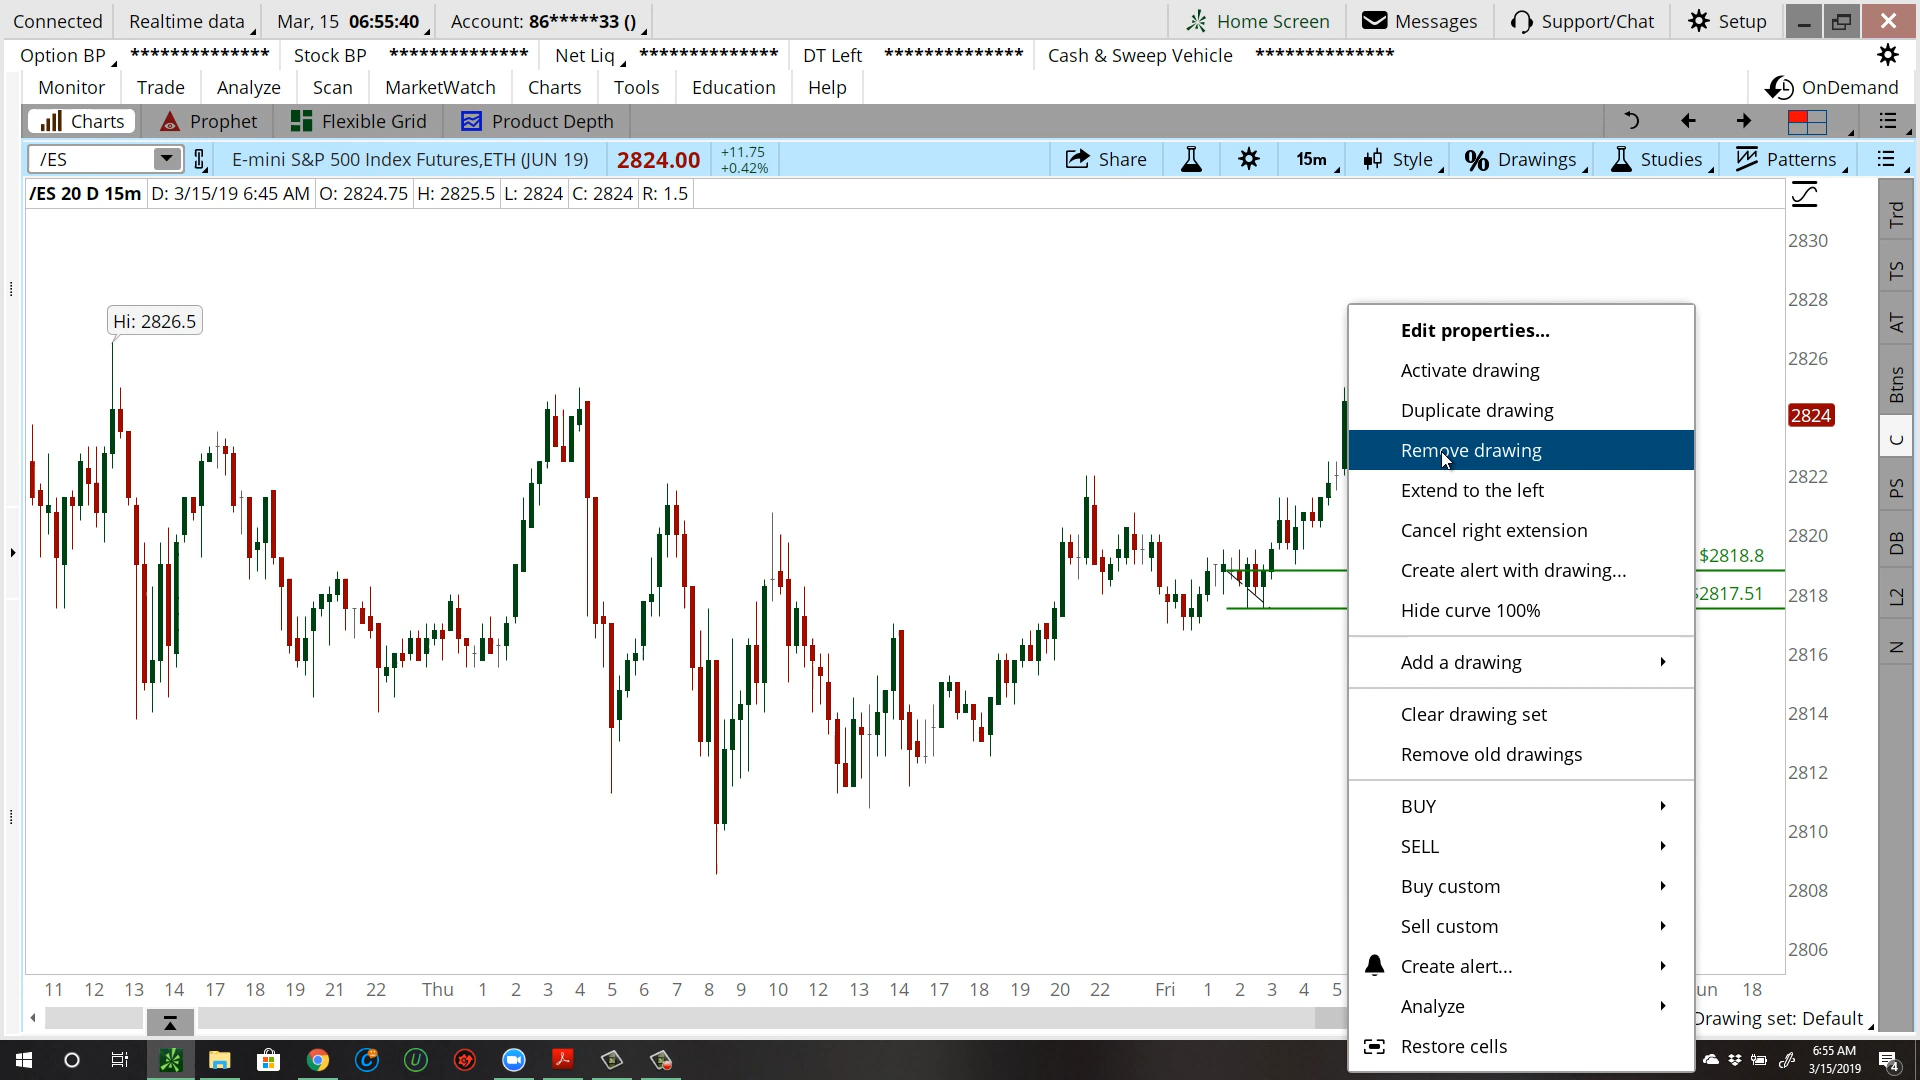 Connected Realtime data Mar, 15 06:55:40 Account: 86*****33 () Home Screen Messages Support/Chat Setup
Option BP ************** Stock BP ************** Net Liq ************** DT Left ************** Cash & Sweep Vehicle **************
Monitor Trade Analyze Scan MarketWatch Charts Tools Education Help OnDemand
Charts Prophet Flexible Grid Product Depth
/ES E-mini S&P 500 Index Futures,ETH (JUN 19) 2824.00 +11.75 Share 15m Style Drawings Studies Patterns
+0.42%
/ES 20 D 15m D: 3/15/19 6:45 AM O: 2824.75 H: 2825.5 L: 2824 C: 2824 R: 1.5
Trd
TS
AT
Btns
C
PS
DB
L2
N
2830
2828
2826
2824
2822
2820
2818
2816
2814
2812
2810
2808
2806
Hi: 2826.5
$2818.8
$2817.51
Edit properties...
Activate drawing
Duplicate drawing
Remove drawing
Extend to the left
Cancel right extension
Create alert with drawing...
Hide curve 100%
Add a drawing
Clear drawing set
Remove old drawings
BUY
SELL
Buy custom
Sell custom
Create alert...
Analyze
Restore cells
11 12 13 14 17 18 19 21 22 Thu 1 2 3 4 5 6 7 8 9 10 12 13 14 17 18 19 20 22 Fri 1 2 3 4 5 un 18
Drawing set: Default
6:55 AM
3/15/2019
4